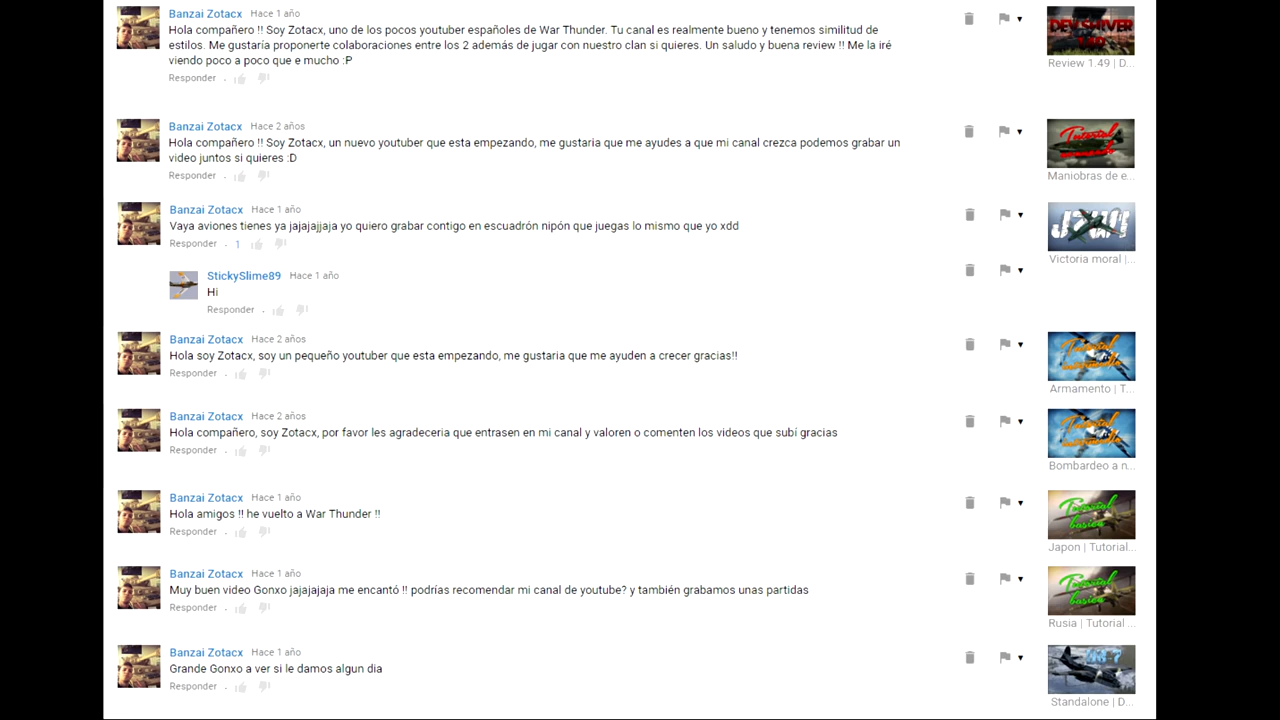 Banzai Zotacx Hace 1 año
Hola compañero !! Soy Zotacx, uno de los pocos youtuber españoles de War Thunder. Tu canal es realmente bueno y tenemos similitud de
estilos. Me gustaría proponerte colaboraciones entre los 2 además de jugar con nuestro clan si quieres. Un saludo y buena review !! Me la iré
viendo poco a poco que e mucho :P
Responder .
DEVSERVER
1.49
Review 1.49 | D...
Banzai Zotacx Hace 2 años
Hola compañero !! Soy Zotacx, un nuevo youtuber que esta empezando, me gustaria que me ayudes a que mi canal crezca podemos grabar un
video juntos si quieres :D
Responder .
Tutorial
avanzado
Maniobras de e...
Banzai Zotacx Hace 1 año
Vaya aviones tienes ya jajajajjaja yo quiero grabar contigo en escuadrón nipón que juegas lo mismo que yo xdd
Responder . 1
J7W1
Victoria moral |...
StickySlime89 Hace 1 año
Hi
Responder .
Banzai Zotacx Hace 2 años
Hola soy Zotacx, soy un pequeño youtuber que esta empezando, me gustaria que me ayuden a crecer gracias!!
Responder .
Tutorial
intermedio
Armamento | T...
Banzai Zotacx Hace 2 años
Hola compañero, soy Zotacx, por favor les agradeceria que entrasen en mi canal y valoren o comenten los videos que subí gracias
Responder .
Tutorial
intermedio
Bombardeo a n...
Banzai Zotacx Hace 1 año
Hola amigos !! he vuelto a War Thunder !!
Responder .
Tutorial
basico
Japon | Tutorial...
Banzai Zotacx Hace 1 año
Muy buen video Gonxo jajajajaja me encantó !! podrías recomendar mi canal de youtube? y también grabamos unas partidas
Responder .
Tutorial
basico
Rusia | Tutorial ...
Banzai Zotacx Hace 1 año
Grande Gonxo a ver si le damos algun dia
Responder .
Standalone | D...